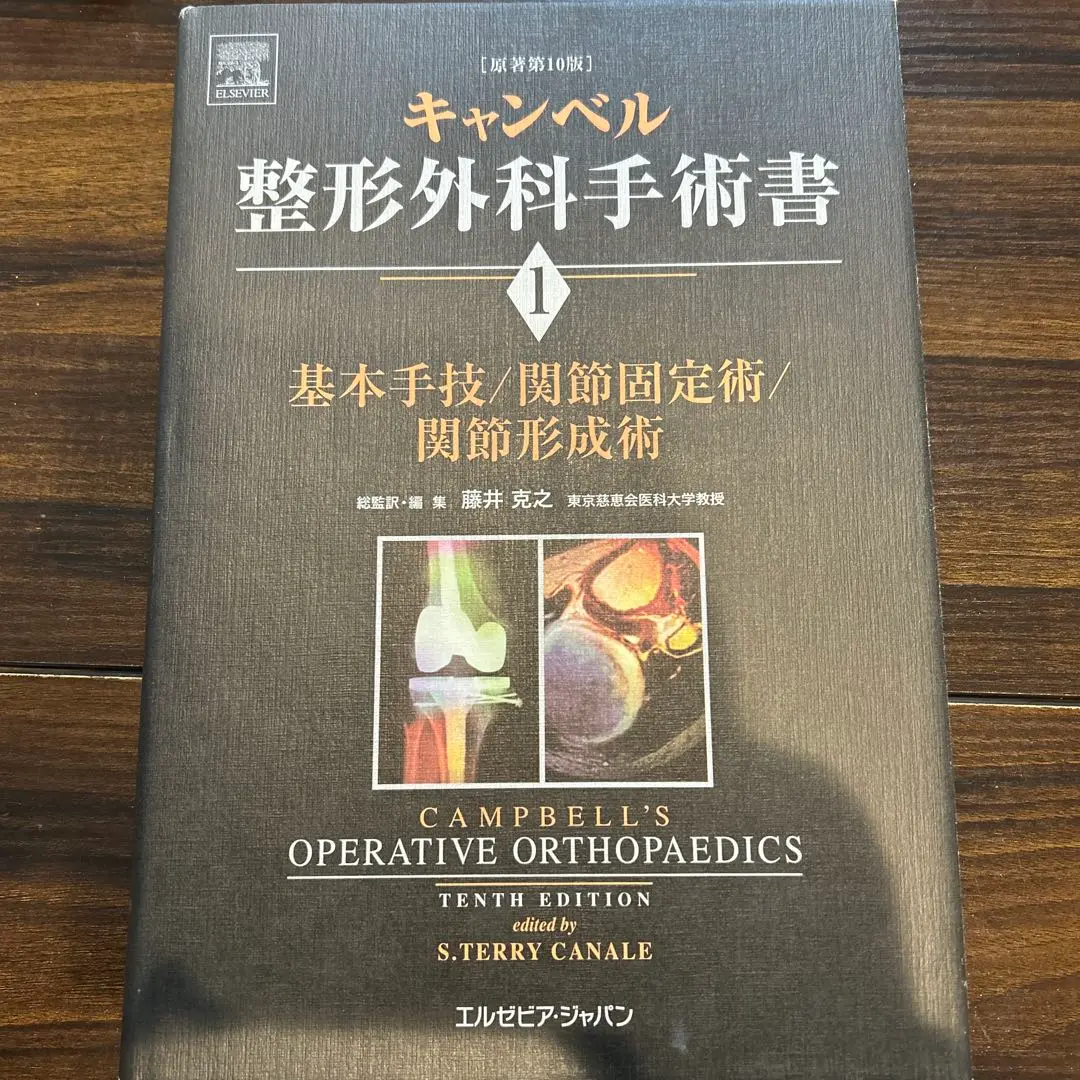 ELSEVIER
[原著第10版]
キャンベル
整形外科手術書
1
基本手技/関節固定術/
関節形成術
総監訳・編 集 藤井 克之 東京慈恵会医科大学教授
CAMPBELL'S
OPERATIVE ORTHOPAEDICS
TENTH EDITION
edited by
S.TERRY CANALE
エルゼビア・ジャパン